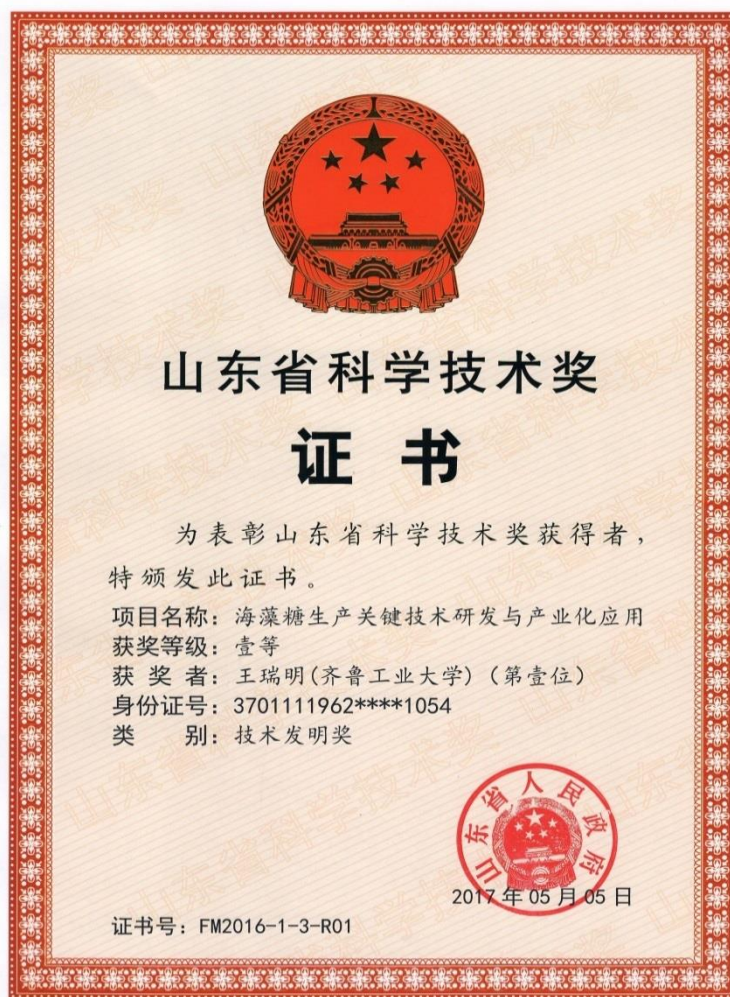 山东省科学技术奖
证书
为表彰山东省科学技术奖获得者，
特颁发此证书。
项目名称：海藻糖生产关键技术研发与产业化应用
获奖等级：壹等
获奖者：王瑞明(齐鲁工业大学)（第壹位）
身份证号：3701111962****1054
类别：技术发明奖
山东省人民政府
2017年05月05日
证书号：FM2016-1-3-R01